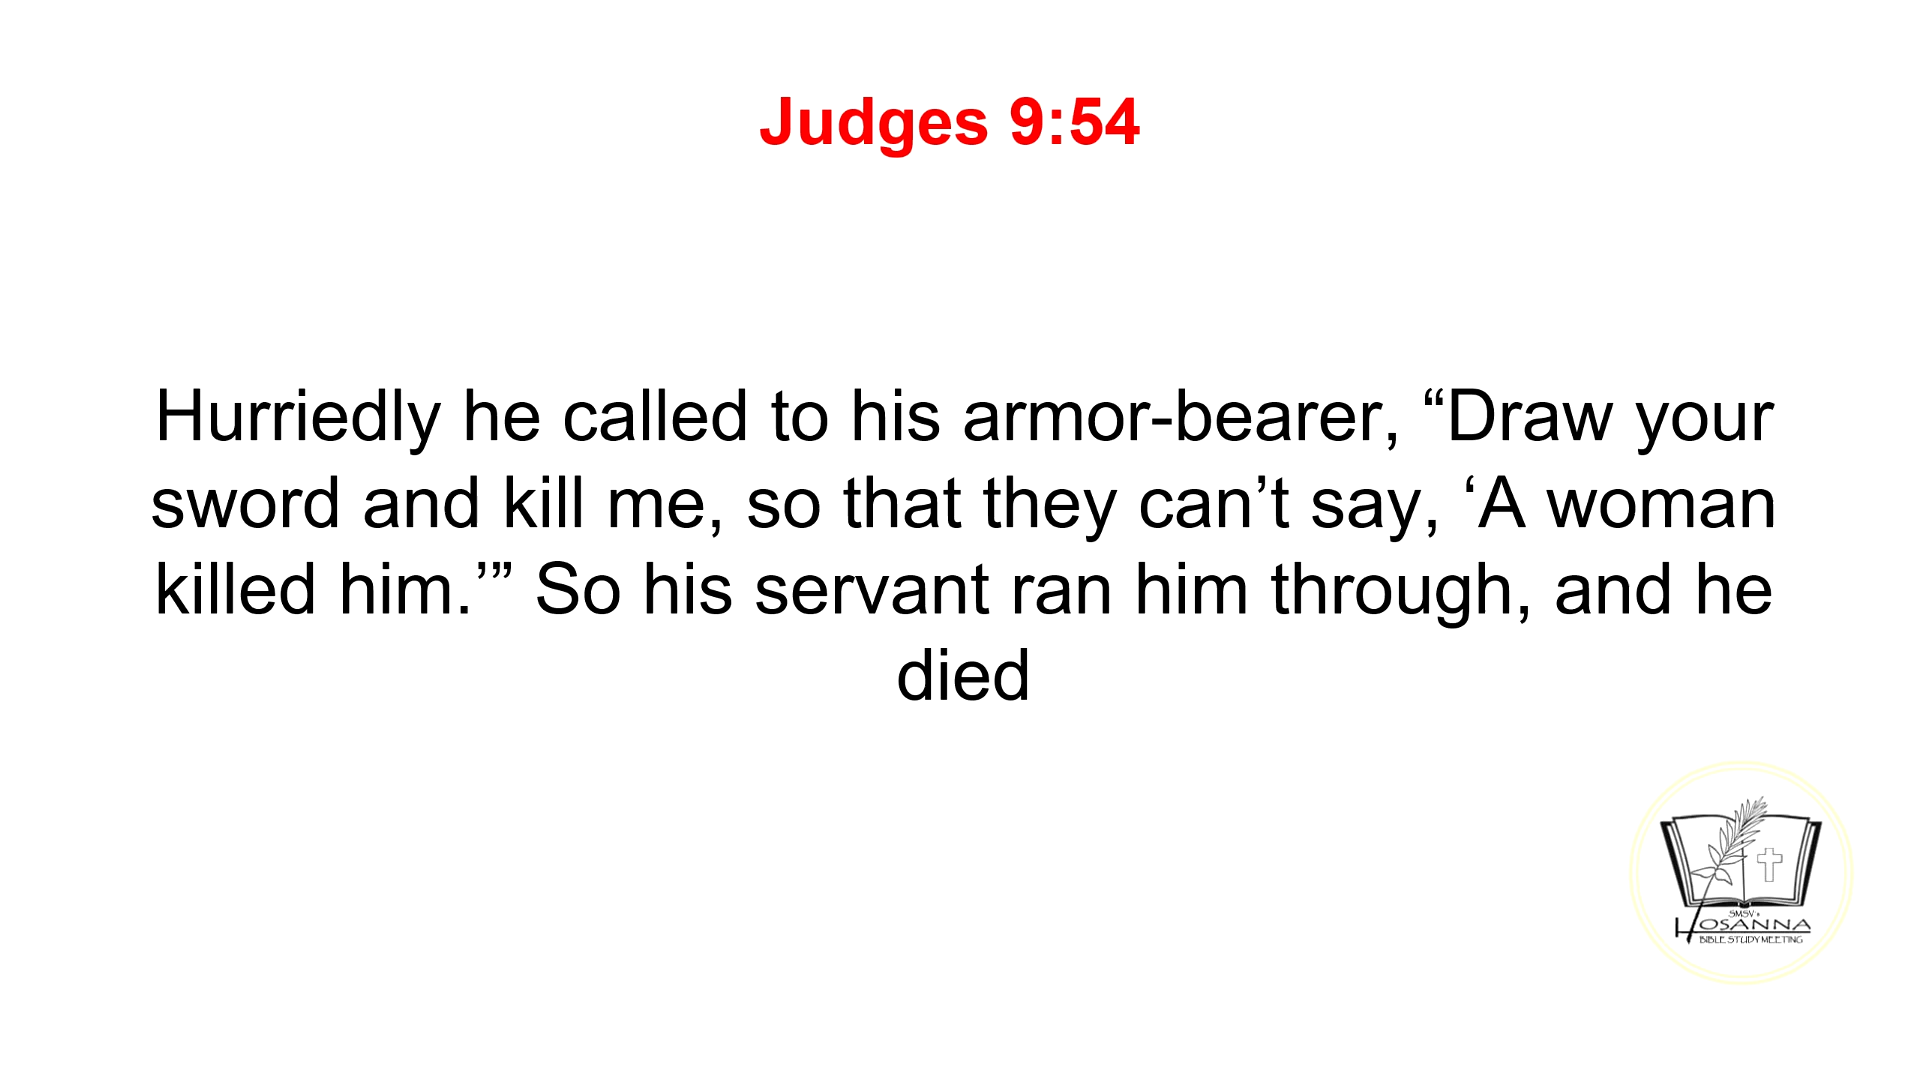 Judges 9:54
Hurriedly he called to his armor-bearer, “Draw your
sword and kill me, so that they can’t say, ‘A woman
killed him.’” So his servant ran him through, and he
died
SMSV's
HOSANNA
BIBLE STUDY MEETING